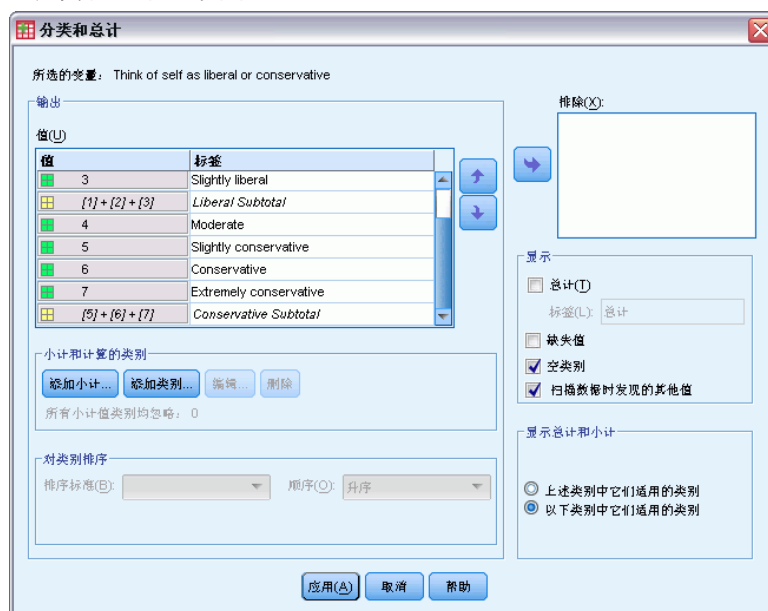 分类和总计
所选的变量: Think of self as liberal or conservative
输出
值(U)
值 标签
3 Slightly liberal
[1] + [2] + [3] Liberal Subtotal
4 Moderate
5 Slightly conservative
6 Conservative
7 Extremely conservative
[5] + [6] + [7] Conservative Subtotal
小计和计算的类别
添加小计... 添加类别... 编辑... 删除
所有小计值类别均忽略: 0
对类别排序
排序标准(B): 顺序(O): 升序
排除(X):
显示
总计(T)
标签(L): 总计
缺失值
空类别
扫描数据时发现的其他值
显示总计和小计
上述类别中它们适用的类别
以下类别中它们适用的类别
应用(A) 取消 帮助